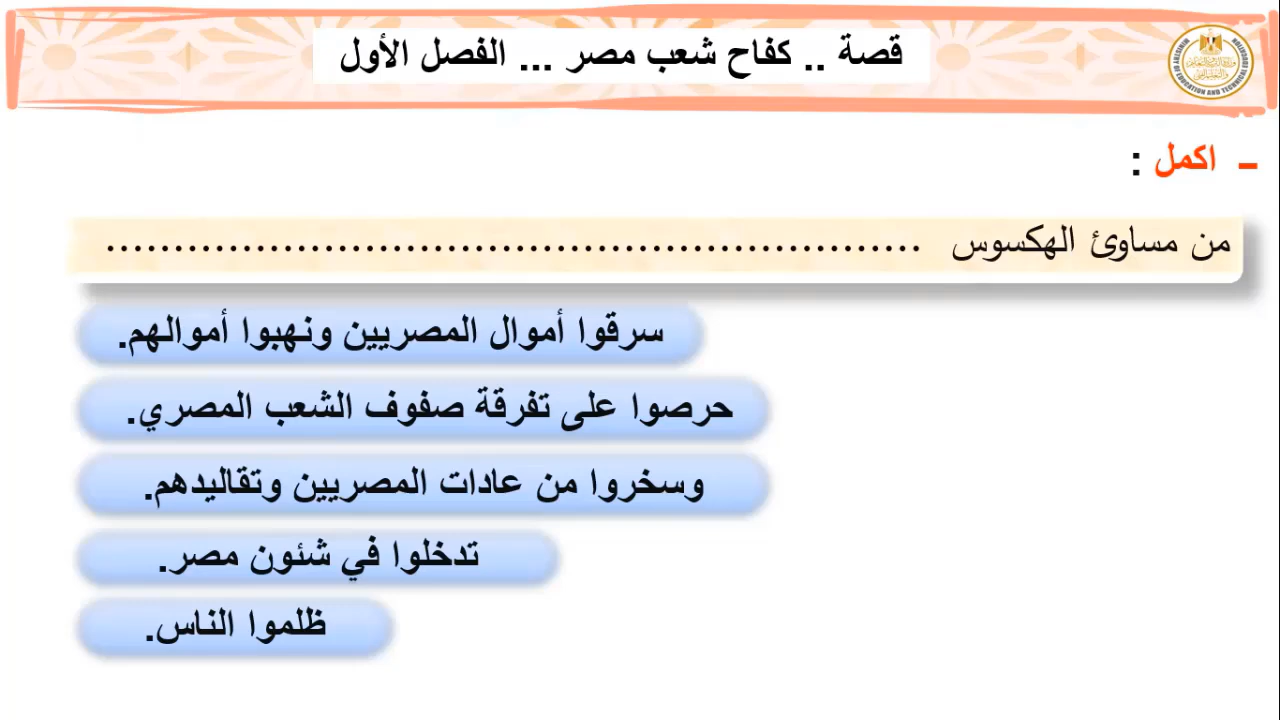 قصة .. كفاح شعب مصر ... الفصل الأول
- اكمل :
من مساوئ الهكسوس ............................................................
سرقوا أموال المصريين ونهبوا أموالهم.
حرصوا على تفرقة صفوف الشعب المصري.
وسخروا من عادات المصريين وتقاليدهم.
تدخلوا في شئون مصر.
ظلموا الناس.